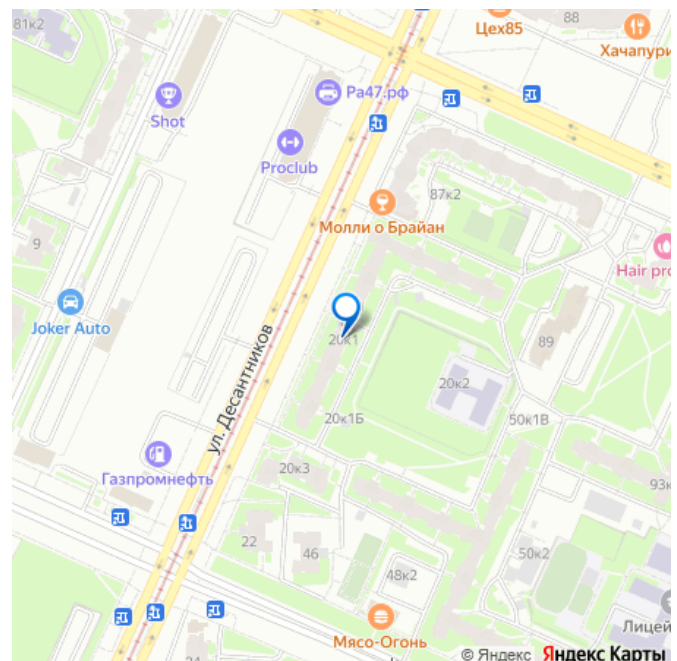 81к2
88
Цех85
Хачапури
Ра47.рф
Shot
Proclub
87к2
Молли о Брайан
9
Hair pro
Joker Auto
20к1
89
ул. Десантников
20к2
20к1Б
50к1В
20к3
Газпромнефть
93к
22
46
50к2
48к2
Лицей
Мясо-Огонь
24
© Яндекс Яндекс Карты